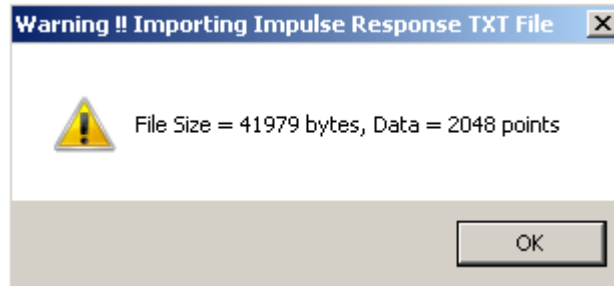 Warning !! Importing Impulse Response TXT File
File Size = 41979 bytes, Data = 2048 points
OK